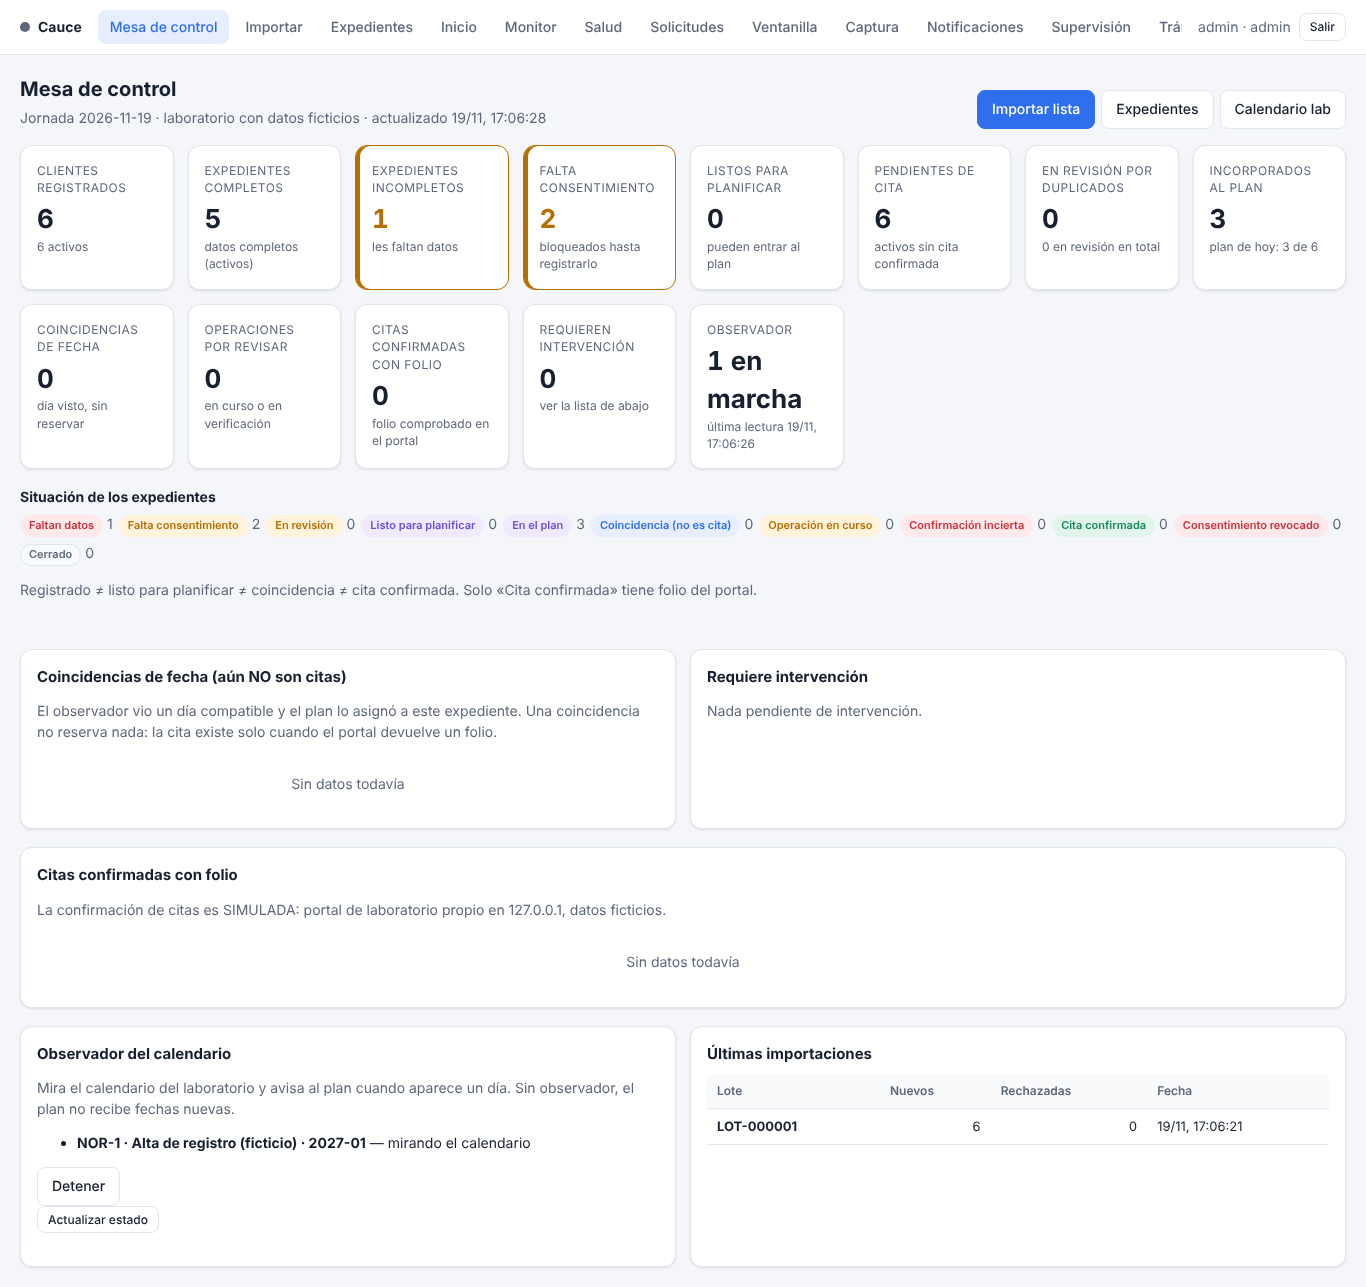 Cauce
Mesa de control
Importar
Expedientes
Inicio
Monitor
Salud
Solicitudes
Ventanilla
Captura
Notificaciones
Supervisión
Trá
admin · admin
Salir
Mesa de control
Jornada 2026-11-19 · laboratorio con datos ficticios · actualizado 19/11, 17:06:28
Importar lista
Expedientes
Calendario lab
CLIENTES
REGISTRADOS
6
6 activos
EXPEDIENTES
COMPLETOS
5
datos completos
(activos)
EXPEDIENTES
INCOMPLETOS
1
les faltan datos
FALTA
CONSENTIMIENTO
2
bloqueados hasta
registrarlo
LISTOS PARA
PLANIFICAR
0
pueden entrar al
plan
PENDIENTES DE
CITA
6
activos sin cita
confirmada
EN REVISIÓN POR
DUPLICADOS
0
0 en revisión en total
INCORPORADOS
AL PLAN
3
plan de hoy: 3 de 6
COINCIDENCIAS
DE FECHA
0
día visto, sin
reservar
OPERACIONES
POR REVISAR
0
en curso o en
verificación
CITAS
CONFIRMADAS
CON FOLIO
0
folio comprobado en
el portal
REQUIEREN
INTERVENCIÓN
0
ver la lista de abajo
OBSERVADOR
1 en
marcha
última lectura 19/11,
17:06:26
Situación de los expedientes
Faltan datos 1 Falta consentimiento 2 En revisión 0 Listo para planificar 0 En el plan 3 Coincidencia (no es cita) 0 Operación en curso 0 Confirmación incierta 0 Cita confirmada 0 Consentimiento revocado 0
Cerrado 0
Registrado ≠ listo para planificar ≠ coincidencia ≠ cita confirmada. Solo «Cita confirmada» tiene folio del portal.
Coincidencias de fecha (aún NO son citas)
El observador vio un día compatible y el plan lo asignó a este expediente. Una coincidencia
no reserva nada: la cita existe solo cuando el portal devuelve un folio.
Sin datos todavía
Requiere intervención
Nada pendiente de intervención.
Citas confirmadas con folio
La confirmación de citas es SIMULADA: portal de laboratorio propio en 127.0.0.1, datos ficticios.
Sin datos todavía
Observador del calendario
Mira el calendario del laboratorio y avisa al plan cuando aparece un día. Sin observador, el
plan no recibe fechas nuevas.
• NOR-1 · Alta de registro (ficticio) · 2027-01 — mirando el calendario
Detener
Actualizar estado
Últimas importaciones
Lote Nuevos Rechazadas Fecha
LOT-000001 6 0 19/11, 17:06:21